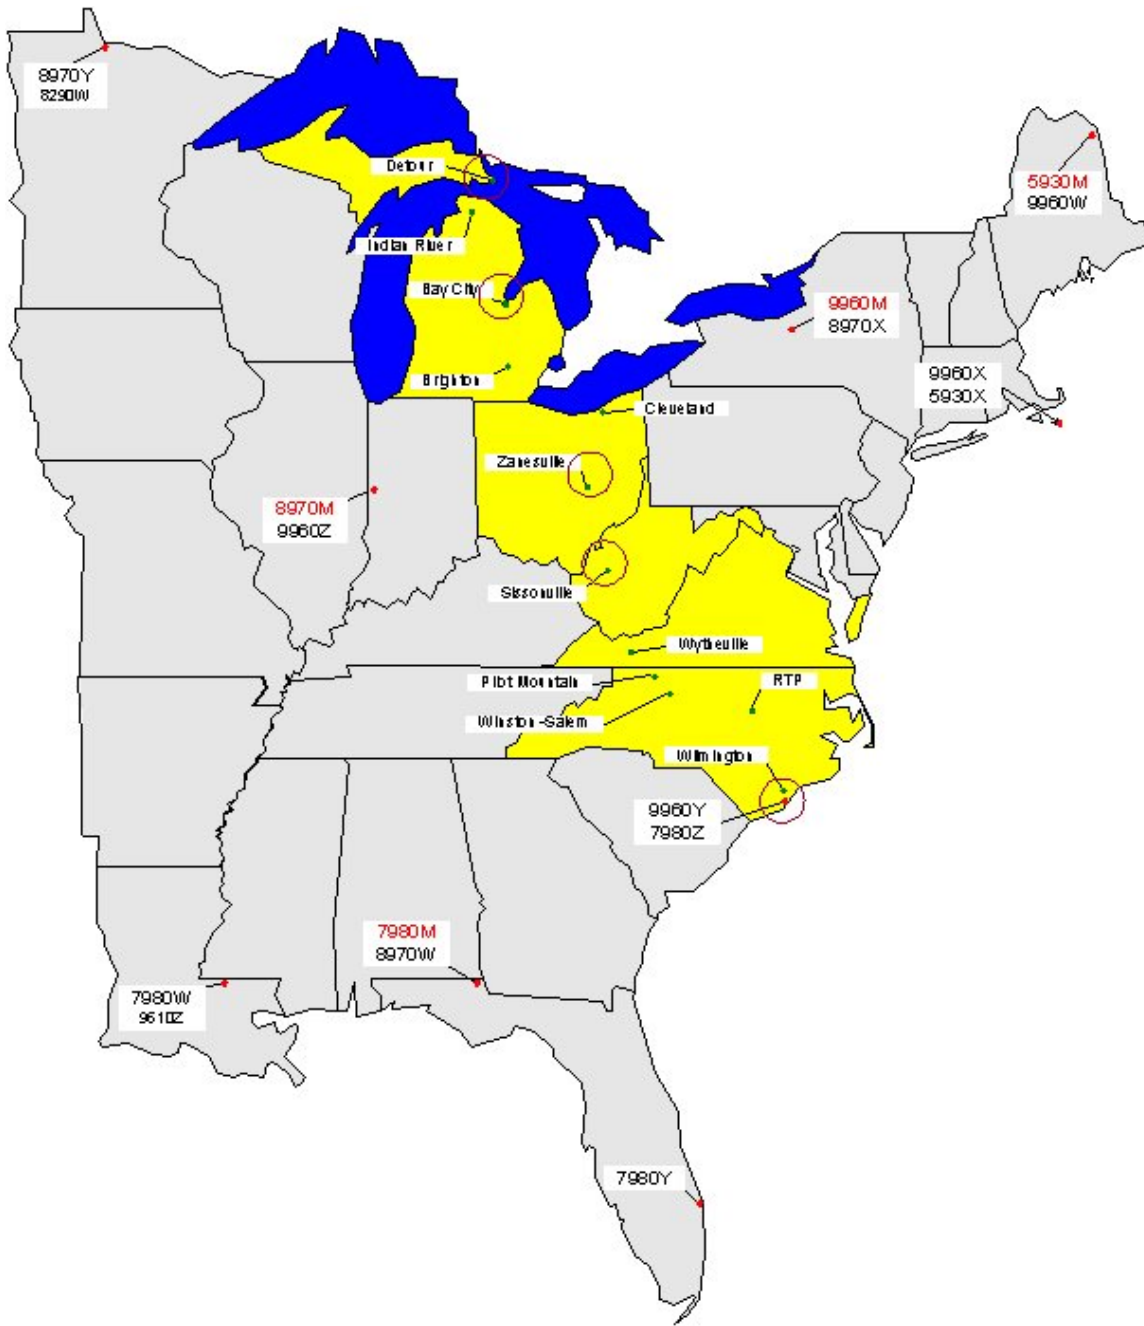 8970Y
8290W
Detour
5930M
9960W
Indian River
Bay City
9960M
8970X
Brighton
9960X
5930X
Cleveland
Zanesville
8970M
9960Z
Sissonville
Wytheville
Pilot Mountain
RTP
Winston-Salem
Wilmington
9960Y
7980Z
7980M
8970W
7980W
9610Z
7980Y